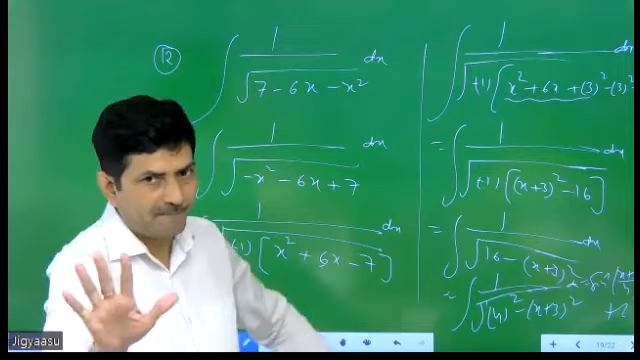 12
∫ 1/√(7 - 6x - x²) dx
∫ 1/√(-x² - 6x + 7) dx
1 dx
1) [x² + 6x - 7]
∫ 1/√((-1)(x² + 6x + (3)² - (3)² dx
= ∫ 1/√((-1)[(x+3)² - 16]) dx
= ∫ 1/√(16 - (x+3)²) dx
= ∫ 1/√((4)² - (x+3)²)
Jigyaasu
19/22